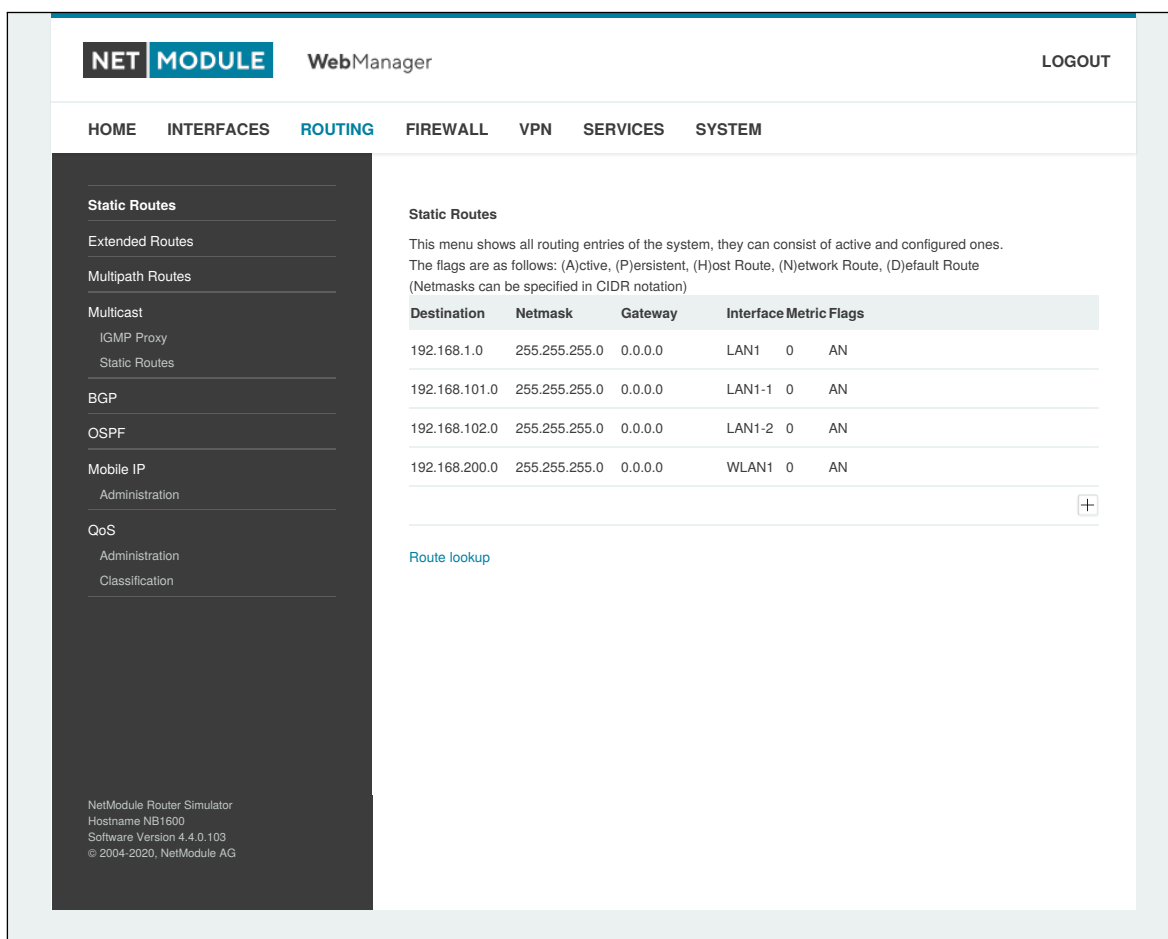 NET MODULE WebManager LOGOUT
HOME INTERFACES ROUTING FIREWALL VPN SERVICES SYSTEM
Static Routes
Extended Routes
Multipath Routes
Multicast
IGMP Proxy
Static Routes
BGP
OSPF
Mobile IP
Administration
QoS
Administration
Classification
NetModule Router Simulator
Hostname NB1600
Software Version 4.4.0.103
© 2004-2020, NetModule AG
Static Routes
This menu shows all routing entries of the system, they can consist of active and configured ones.
The flags are as follows: (A)ctive, (P)ersistent, (H)ost Route, (N)etwork Route, (D)efault Route
(Netmasks can be specified in CIDR notation)
Destination Netmask Gateway Interface Metric Flags
192.168.1.0 255.255.255.0 0.0.0.0 LAN1 0 AN
192.168.101.0 255.255.255.0 0.0.0.0 LAN1-1 0 AN
192.168.102.0 255.255.255.0 0.0.0.0 LAN1-2 0 AN
192.168.200.0 255.255.255.0 0.0.0.0 WLAN1 0 AN
Route lookup